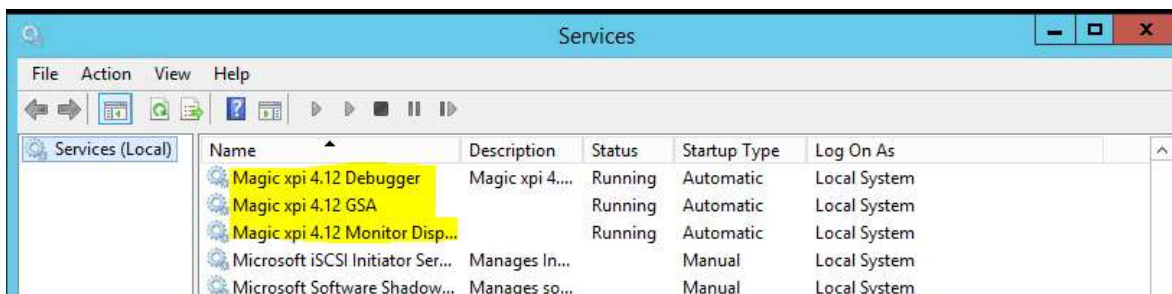 Services
File Action View Help
Services (Local)
Name Description Status Startup Type Log On As
Magic xpi 4.12 Debugger Magic xpi 4.... Running Automatic Local System
Magic xpi 4.12 GSA Running Automatic Local System
Magic xpi 4.12 Monitor Disp... Running Automatic Local System
Microsoft iSCSI Initiator Ser... Manages In... Manual Local System
Microsoft Software Shadow... Manages so... Manual Local System